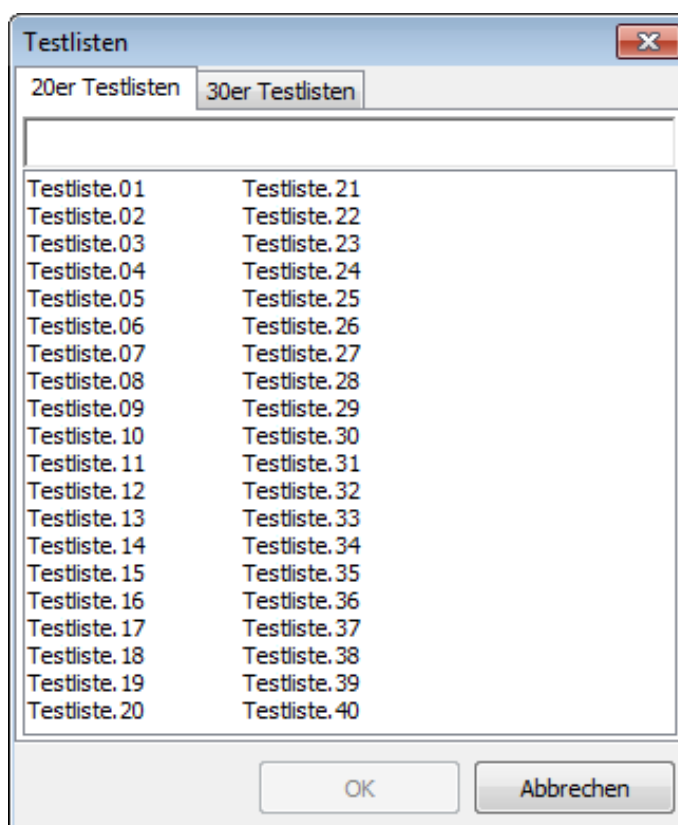 Testlisten
20er Testlisten 30er Testlisten
Testliste.01 Testliste.21
Testliste.02 Testliste.22
Testliste.03 Testliste.23
Testliste.04 Testliste.24
Testliste.05 Testliste.25
Testliste.06 Testliste.26
Testliste.07 Testliste.27
Testliste.08 Testliste.28
Testliste.09 Testliste.29
Testliste.10 Testliste.30
Testliste.11 Testliste.31
Testliste.12 Testliste.32
Testliste.13 Testliste.33
Testliste.14 Testliste.34
Testliste.15 Testliste.35
Testliste.16 Testliste.36
Testliste.17 Testliste.37
Testliste.18 Testliste.38
Testliste.19 Testliste.39
Testliste.20 Testliste.40
OK Abbrechen